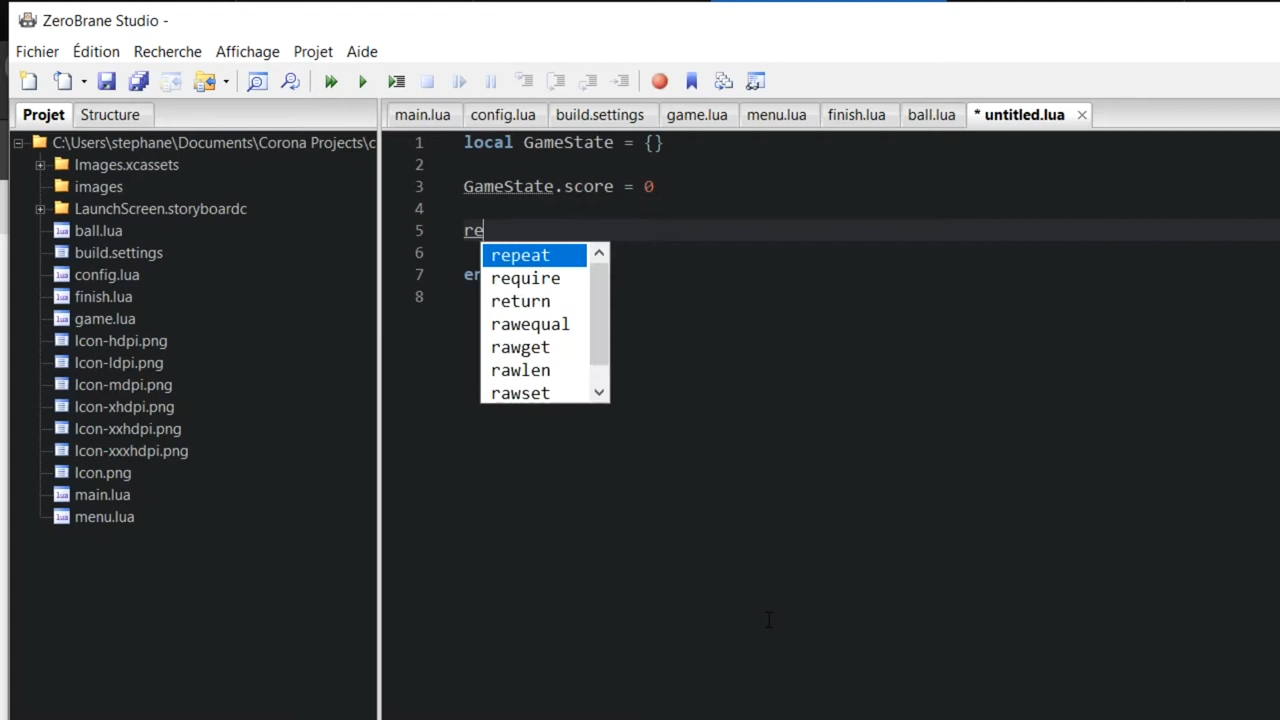 ZeroBrane Studio -
Fichier Édition Recherche Affichage Projet Aide
Projet Structure
main.lua config.lua build.settings game.lua menu.lua finish.lua ball.lua * untitled.lua
C:\Users\stephane\Documents\Corona Projects\c
Images.xcassets
images
LaunchScreen.storyboardc
ball.lua
build.settings
config.lua
finish.lua
game.lua
Icon-hdpi.png
Icon-ldpi.png
Icon-mdpi.png
Icon-xhdpi.png
Icon-xxhdpi.png
Icon-xxxhdpi.png
Icon.png
main.lua
menu.lua
1 local GameState = {}
2
3 GameState.score = 0
4
5 re
6
7 en
8
repeat
require
return
rawequal
rawget
rawlen
rawset